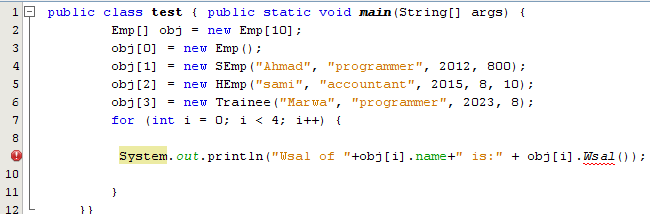 1 public class test { public static void main(String[] args) {
2 Emp[] obj = new Emp[10];
3 obj[0] = new Emp();
4 obj[1] = new SEmp("Ahmad", "programmer", 2012, 800);
5 obj[2] = new HEmp("sami", "accountant", 2015, 8, 10);
6 obj[3] = new Trainee("Marwa", "programmer", 2023, 8);
7 for (int i = 0; i < 4; i++) {
8
System.out.println("Wsal of "+obj[i].name+" is:" + obj[i].Wsal());
10
11 }
12 }}